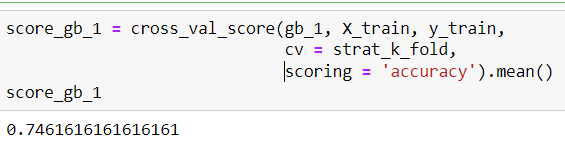 score_gb_1 = cross_val_score(gb_1, X_train, y_train,
cv = strat_k_fold,
scoring = 'accuracy').mean()
score_gb_1
0.7461616161616161